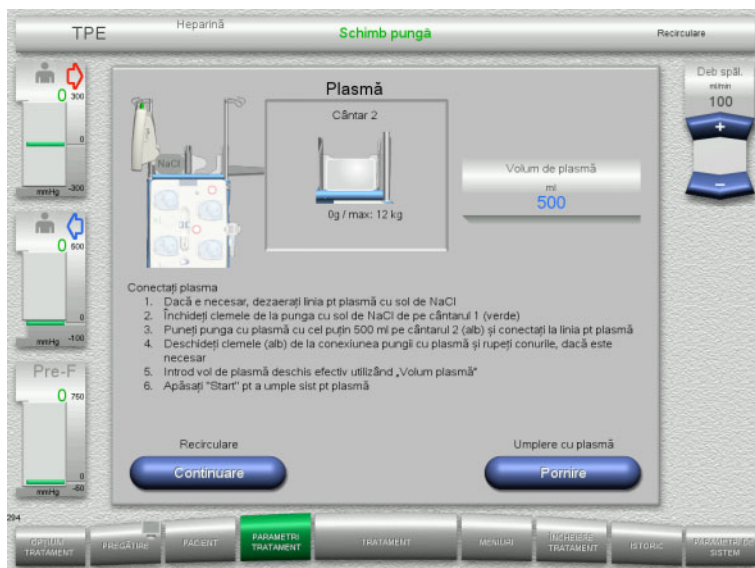 TPE
Heparină
Schimb pungă
Recirculare
0
300
0
mmHg -300
0
500
mmHg -100
Pre-F
0
750
0
mmHg -50
Plasmă
NaCl
Cântar 2
0g / max: 12 kg
Volum de plasmă
ml
500
Deb spăl.
ml/min
100
+
–
Conectați plasma
1. Dacă e necesar, dezaerați linia pt plasmă cu sol de NaCl
2. Închideți clemele de la punga cu sol de NaCl de pe cântarul 1 (verde)
3. Puneți punga cu plasmă cu cel puțin 500 ml pe cântarul 2 (alb) și conectați la linia pt plasmă
4. Deschideți clemele (alb) de la conexiunea pungii cu plasmă și rupeți conurile, dacă este
necesar
5. Introd vol de plasmă deschis efectiv utilizând „Volum plasmă”
6. Apăsați "Start" pt a umple sist pt plasmă
Recirculare
Continuare
Umplere cu plasmă
Pornire
294
OPȚIUNI TRATAMENT
PREGĂTIRE
PACIENT
PARAMETRI TRATAMENT
TRATAMENT
MENIURI
ÎNCHEIERE TRATAMENT
ISTORIC
PARAMETRI DE SISTEM